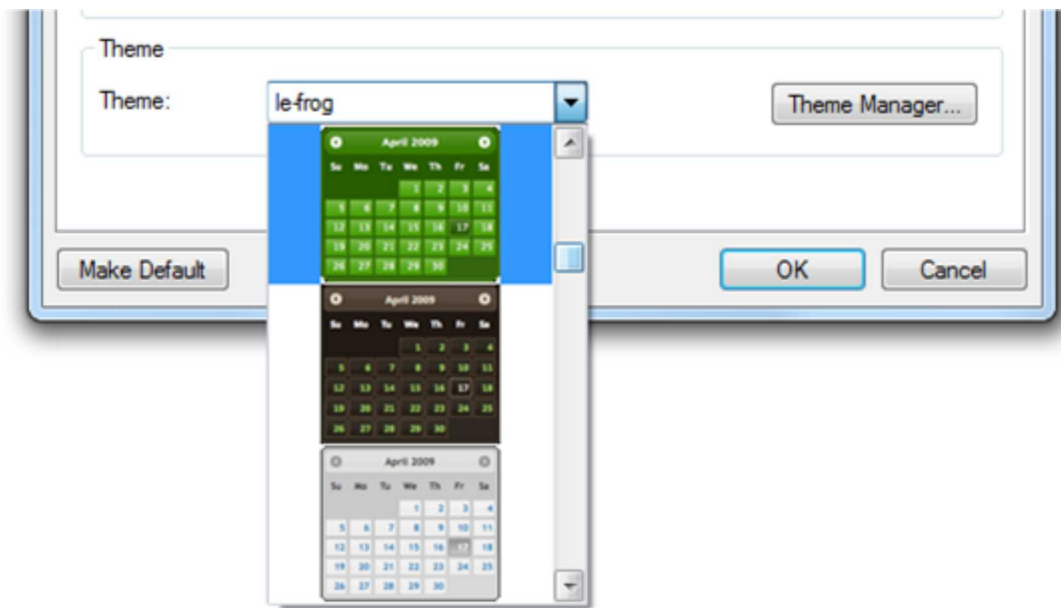 Theme
Theme: le-frog Theme Manager...
April 2009
Su Mo Tu We Th Fr Sa
1 2 3 4
5 6 7 8 9 10 11
12 13 14 15 16 17 18
19 20 21 22 23 24 25
26 27 28 29 30
Make Default OK Cancel
April 2009
Su Mo Tu We Th Fr Sa
1 2 3 4
5 6 7 8 9 10 11
12 13 14 15 16 17 18
19 20 21 22 23 24 25
26 27 28 29 30
April 2009
Su Mo Tu We Th Fr Sa
1 2 3 4
5 6 7 8 9 10 11
12 13 14 15 16 17 18
19 20 21 22 23 24 25
26 27 28 29 30